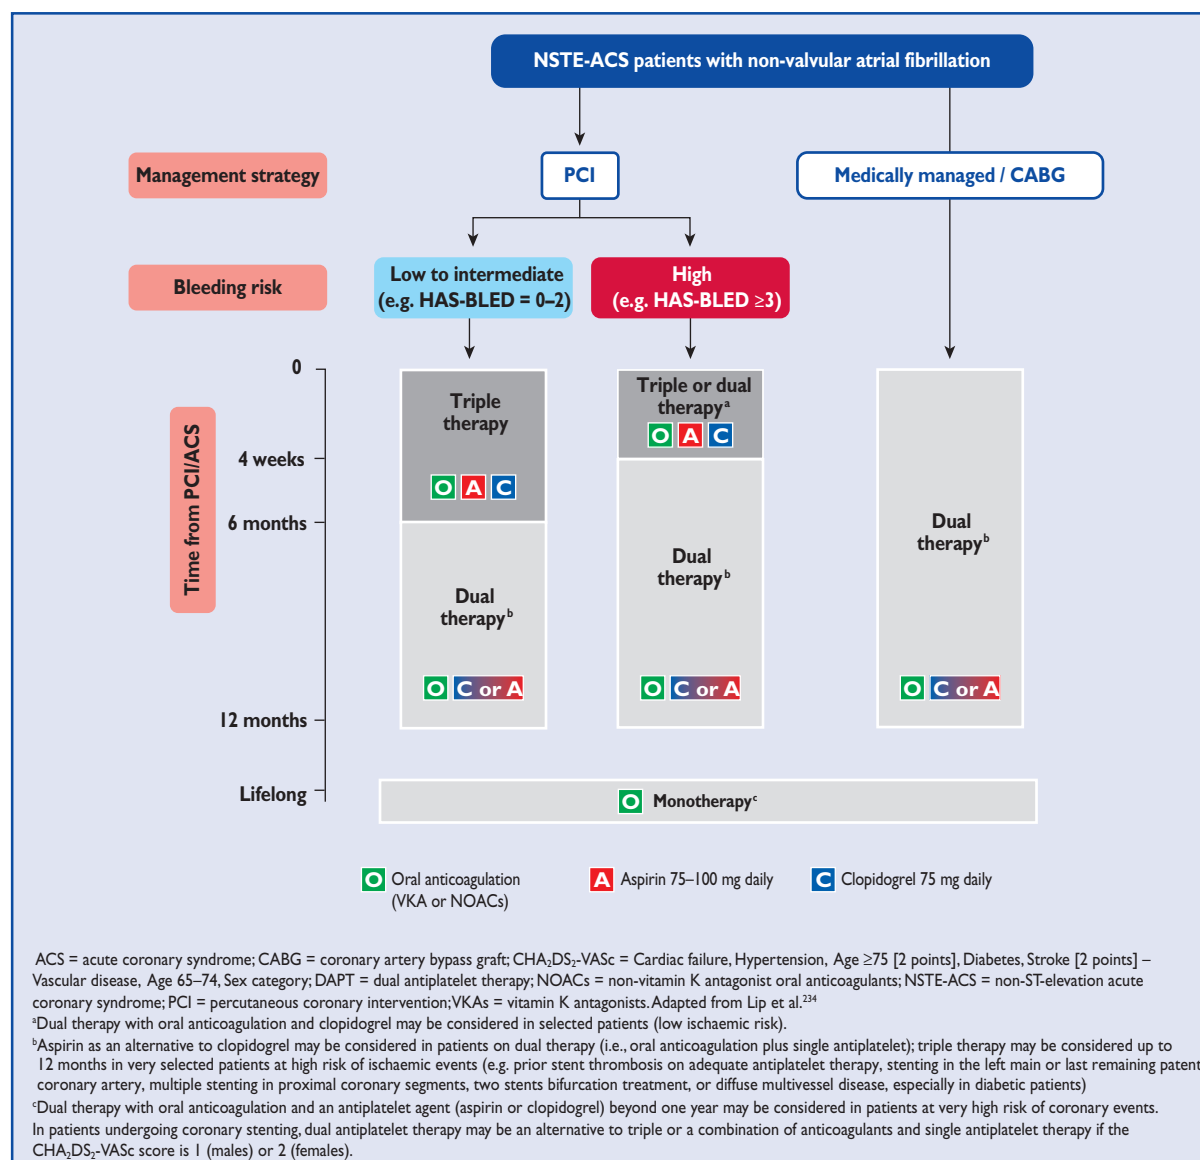 NSTE-ACS patients with non-valvular atrial fibrillation
Management strategy
PCI
Medically managed / CABG
Bleeding risk
Low to intermediate
(e.g. HAS-BLED = 0–2)
High
(e.g. HAS-BLED ≥3)
Time from PCI/ACS
0
4 weeks
6 months
12 months
Lifelong
Triple
therapy
O A C
Dual
therapyᵇ
O C or A
Triple or dual
therapyᵃ
O A C
Dual
therapyᵇ
O C or A
Dual
therapyᵇ
O C or A
O Monotherapyᶜ
O Oral anticoagulation
(VKA or NOACs)
A Aspirin 75–100 mg daily
C Clopidogrel 75 mg daily
ACS = acute coronary syndrome; CABG = coronary artery bypass graft; CHA₂DS₂-VASc = Cardiac failure, Hypertension, Age ≥75 [2 points], Diabetes, Stroke [2 points] –
Vascular disease, Age 65–74, Sex category; DAPT = dual antiplatelet therapy; NOACs = non-vitamin K antagonist oral anticoagulants; NSTE-ACS = non-ST-elevation acute
coronary syndrome; PCI = percutaneous coronary intervention; VKAs = vitamin K antagonists. Adapted from Lip et al.²³⁴
ᵃDual therapy with oral anticoagulation and clopidogrel may be considered in selected patients (low ischaemic risk).
ᵇAspirin as an alternative to clopidogrel may be considered in patients on dual therapy (i.e., oral anticoagulation plus single antiplatelet); triple therapy may be considered up to
12 months in very selected patients at high risk of ischaemic events (e.g. prior stent thrombosis on adequate antiplatelet therapy, stenting in the left main or last remaining patent
coronary artery, multiple stenting in proximal coronary segments, two stents bifurcation treatment, or diffuse multivessel disease, especially in diabetic patients)
ᶜDual therapy with oral anticoagulation and an antiplatelet agent (aspirin or clopidogrel) beyond one year may be considered in patients at very high risk of coronary events.
In patients undergoing coronary stenting, dual antiplatelet therapy may be an alternative to triple or a combination of anticoagulants and single antiplatelet therapy if the
CHA₂DS₂-VASc score is 1 (males) or 2 (females).